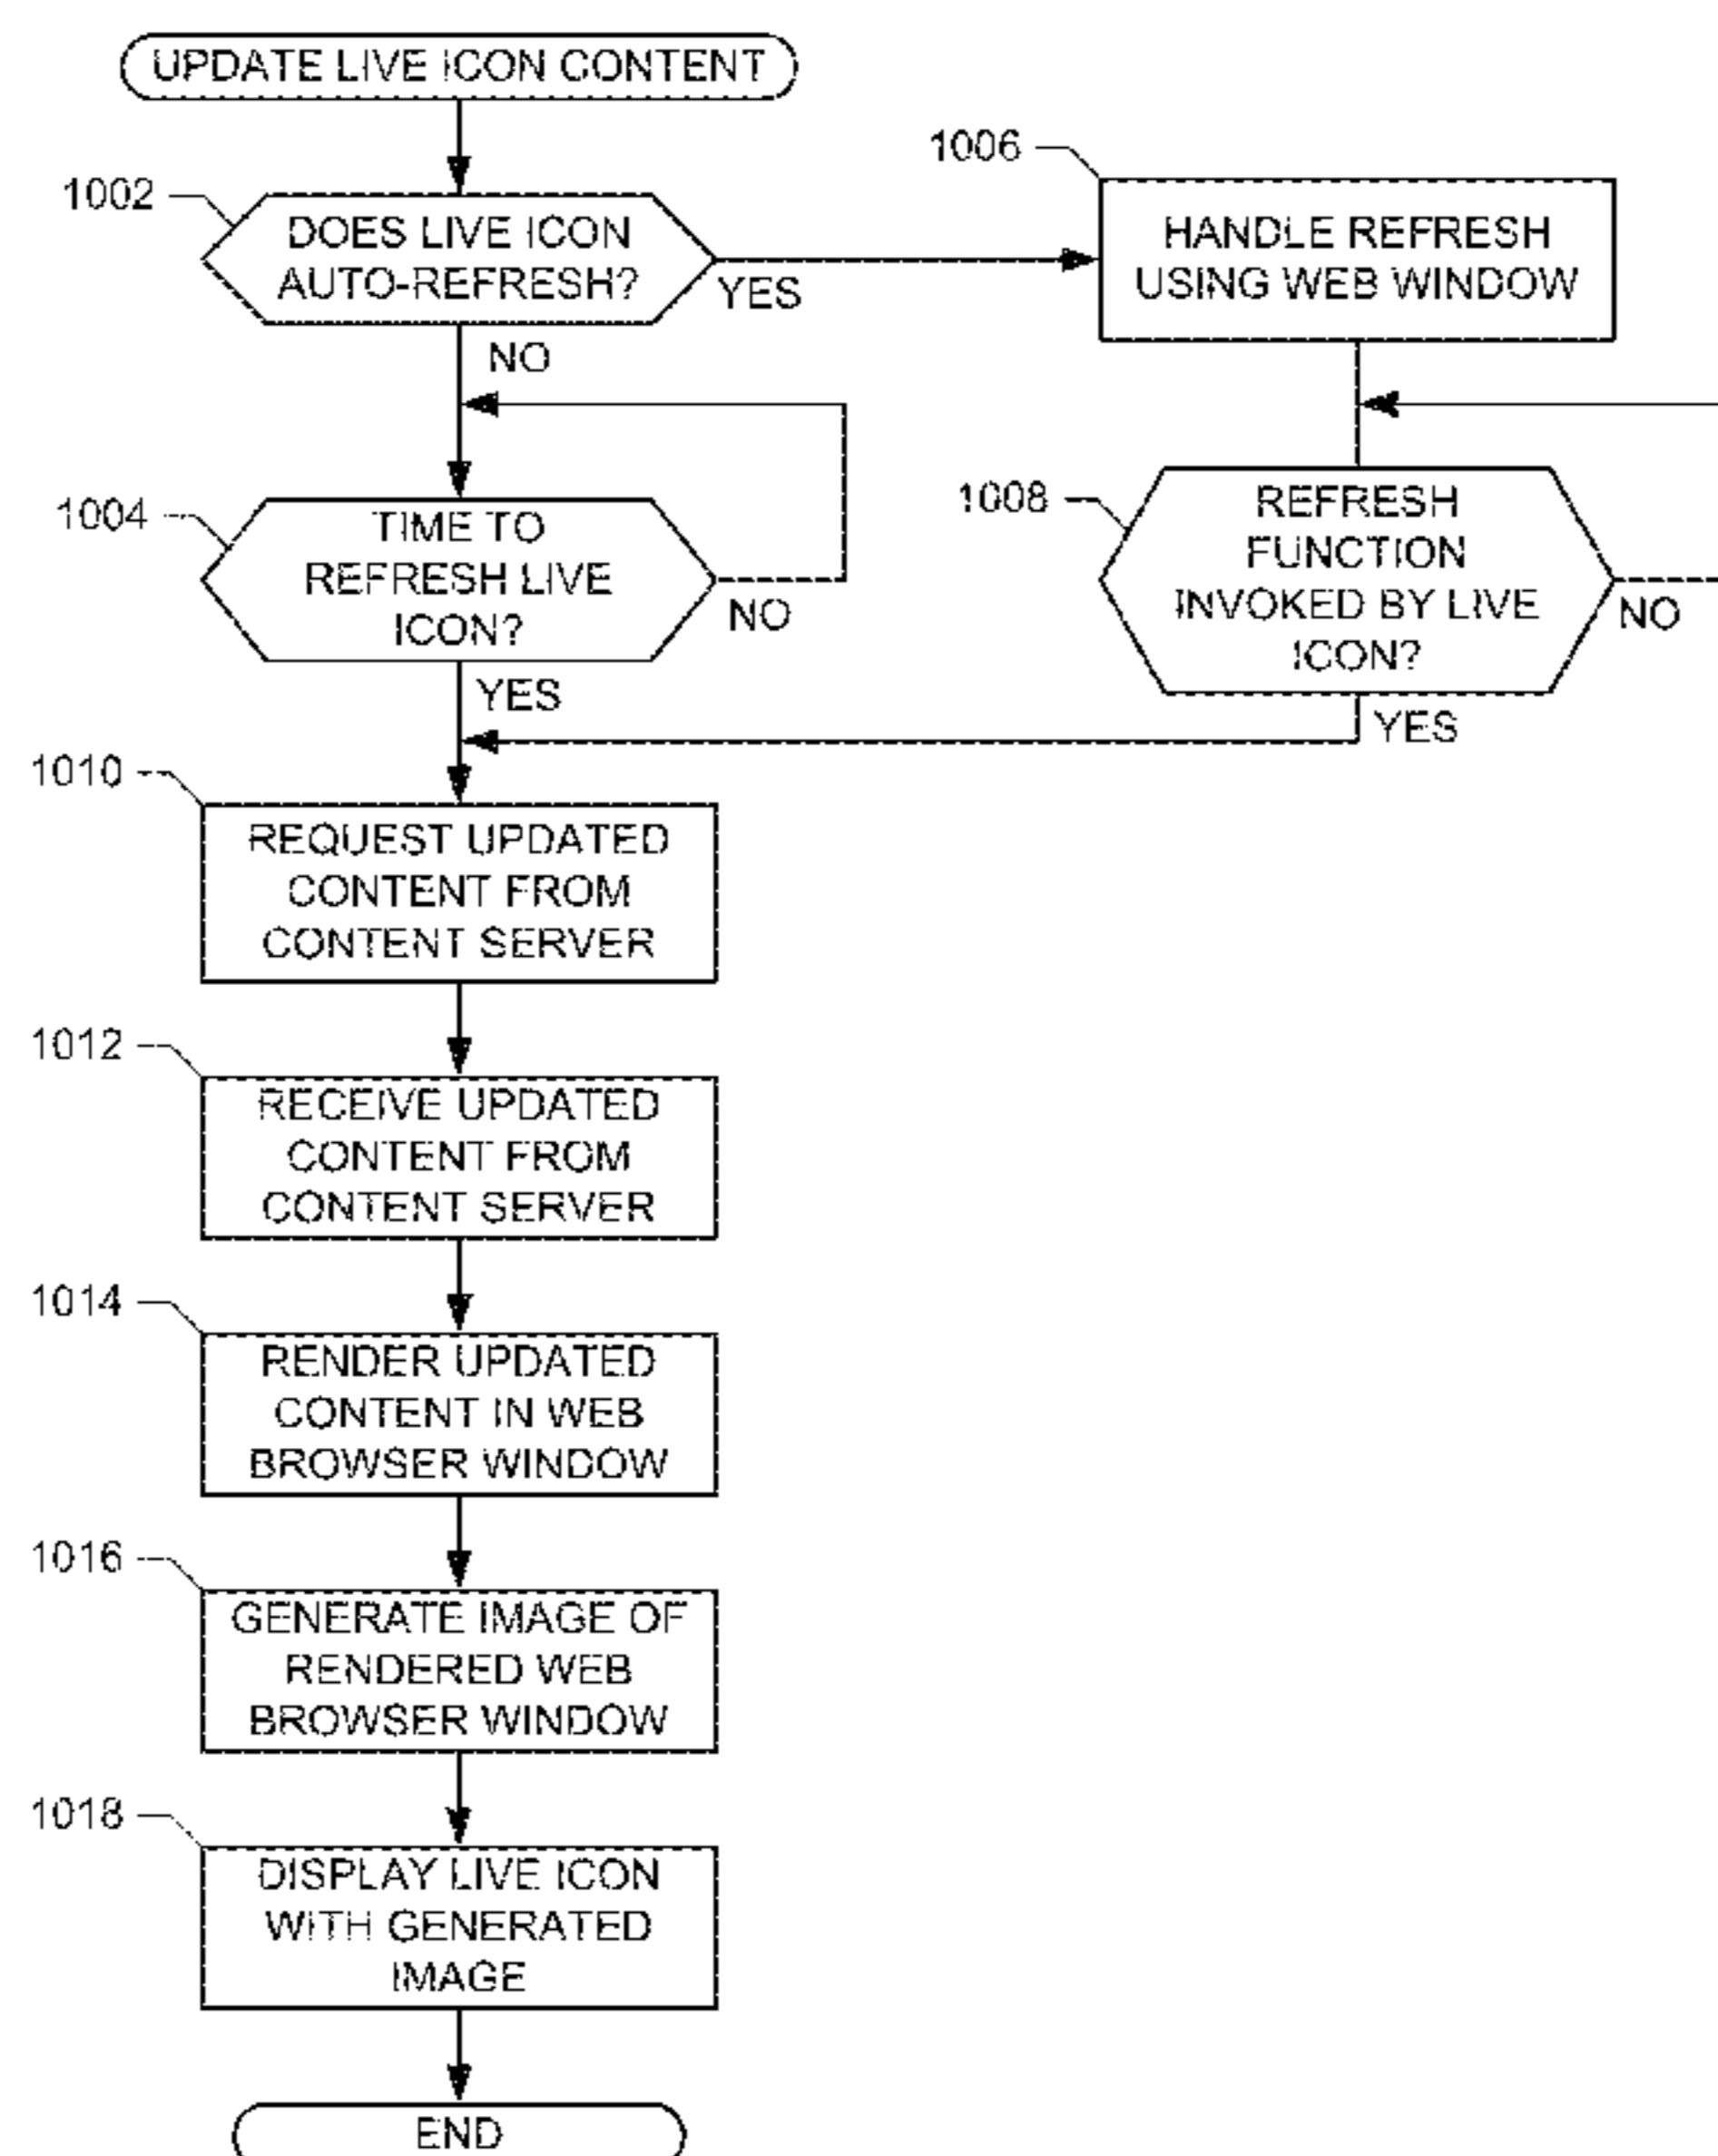 UPDATE LIVE ICON CONTENT
1002
DOES LIVE ICON
AUTO-REFRESH?
YES
NO
1006
HANDLE REFRESH
USING WEB WINDOW
1004
TIME TO
REFRESH LIVE
ICON?
NO
YES
1008
REFRESH
FUNCTION
INVOKED BY LIVE
ICON?
NO
YES
1010
REQUEST UPDATED
CONTENT FROM
CONTENT SERVER
1012
RECEIVE UPDATED
CONTENT FROM
CONTENT SERVER
1014
RENDER UPDATED
CONTENT IN WEB
BROWSER WINDOW
1016
GENERATE IMAGE OF
RENDERED WEB
BROWSER WINDOW
1018
DISPLAY LIVE ICON
WITH GENERATED
IMAGE
END